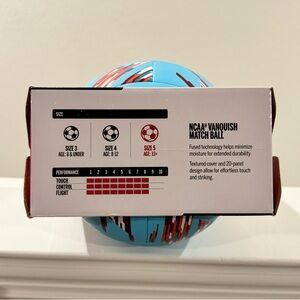 SIZE
SIZE 3
AGE: 8 & UNDER
SIZE 4
AGE: 8-12
SIZE 5
AGE: 12+
PERFORMANCE 1 2 3 4 5 6 7 8 9 10
TOUCH
CONTROL
FLIGHT
NCAA® VANQUISH
MATCH BALL
Fused technology helps minimize
moisture for extended durability.
Textured cover and 20-panel
design allow for effortless touch
and striking.